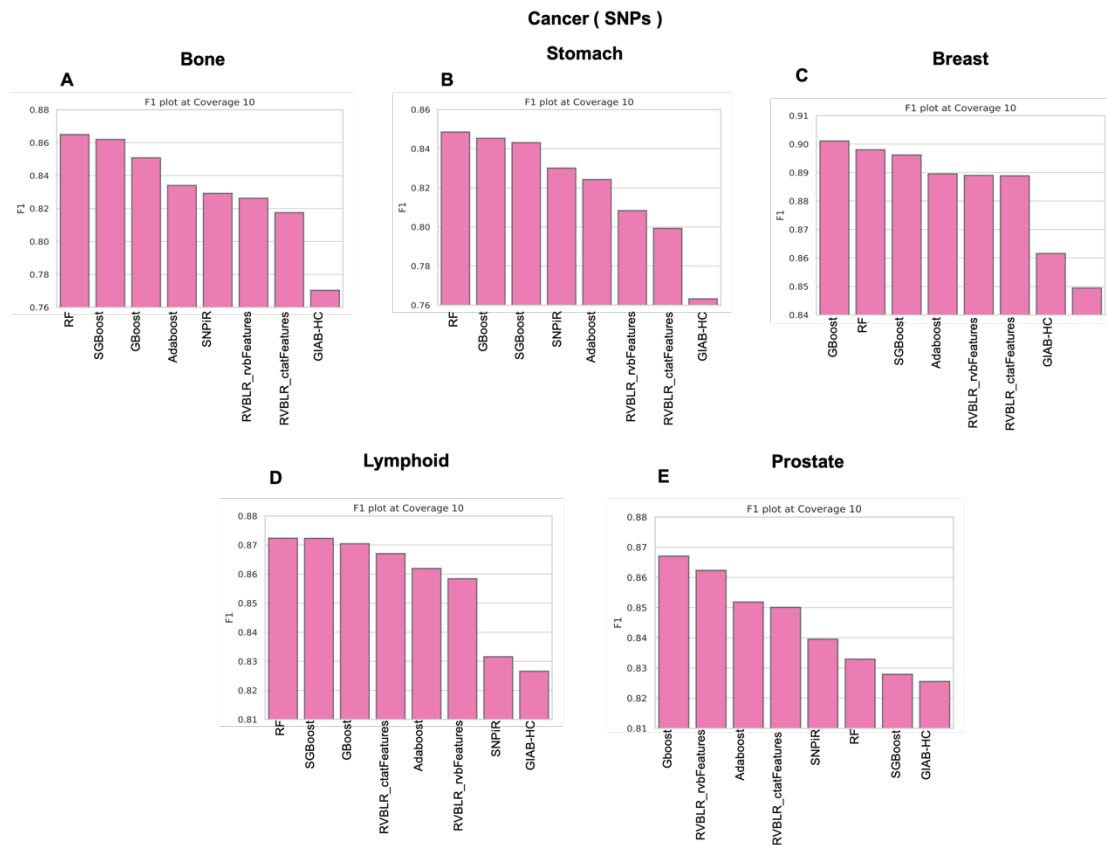 Cancer ( SNPs )
Bone
Stomach
Breast
A
B
C
F1 plot at Coverage 10
0.88
0.86
0.84
0.82
0.80
0.78
0.76
F1
RF
SGBoost
GBoost
Adaboost
SNPiR
RVBLR_rvbFeatures
RVBLR_ctatFeatures
GIAB-HC
F1 plot at Coverage 10
0.86
0.84
0.82
0.80
0.78
0.76
F1
RF
GBoost
SGBoost
SNPiR
Adaboost
RVBLR_rvbFeatures
RVBLR_ctatFeatures
GIAB-HC
F1 plot at Coverage 10
0.91
0.90
0.89
0.88
0.87
0.86
0.85
0.84
F1
GBoost
RF
SGBoost
Adaboost
RVBLR_rvbFeatures
RVBLR_ctatFeatures
GIAB-HC
Lymphoid
Prostate
D
E
F1 plot at Coverage 10
0.88
0.87
0.86
0.85
0.84
0.83
0.82
0.81
F1
RF
SGBoost
GBoost
RVBLR_ctatFeatures
Adaboost
RVBLR_rvbFeatures
SNPiR
GIAB-HC
F1 plot at Coverage 10
0.88
0.87
0.86
0.85
0.84
0.83
0.82
0.81
F1
Gboost
RVBLR_rvbFeatures
Adaboost
RVBLR_ctatFeatures
SNPiR
RF
SGBoost
GIAB-HC